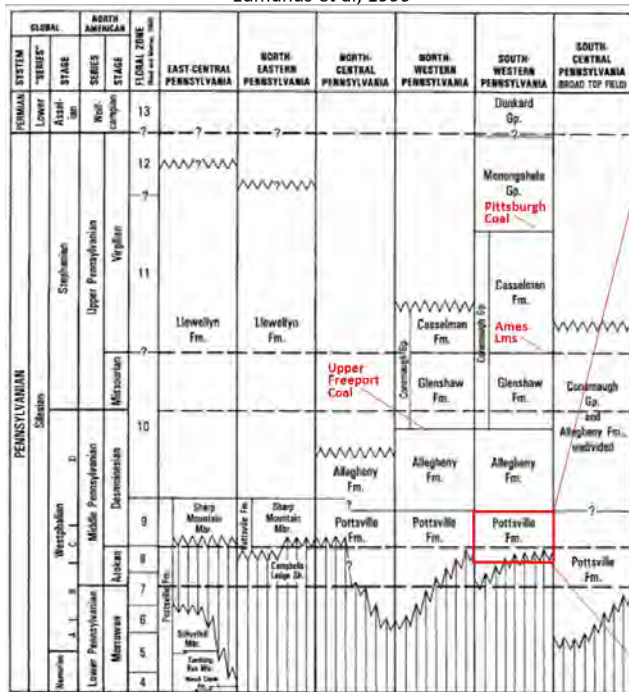 Edmunds et al, 1999
GLOBAL
NORTH
AMERICAN
SYSTEM
"SERIES"
STAGE
SERIES
STAGE
FLORAL ZONE
EAST-CENTRAL
PENNSYLVANIA
NORTH-
EASTERN
PENNSYLVANIA
NORTH-
CENTRAL
PENNSYLVANIA
NORTH-
WESTERN
PENNSYLVANIA
SOUTH-
WESTERN
PENNSYLVANIA
SOUTH-
CENTRAL
PENNSYLVANIA
(BROAD TOP FIELD)
PERMIAN
Lower
Assel-
ian
Wolf-
campian
13
Dunkard
Gp.
?
?
?
?
12
?
?
Monongahela
Gp.
?
Pittsburgh
Coal
PENNSYLVANIAN
Silesian
Stephanian
Upper Pennsylvanian
Virgilian
11
Llewellyn
Fm.
Llewellyn
Fm.
Conemaugh Gp.
Casselman
Fm.
Conemaugh Gp.
Casselman
Fm.
Ames
Lms
?
Missourian
Upper
Freeport
Coal
Glenshaw
Fm.
Glenshaw
Fm.
Conemaugh
Gp.
and
Allegheny Fm.,
undivided
10
Westphalian
D
C
B
A
Middle Pennsylvanian
Desmoinesian
Allegheny
Fm.
Allegheny
Fm.
Allegheny
Fm.
?
?
9
Sharp
Mountain
Mbr.
Pottsville Fm.
Sharp
Mountain
Mbr.
Pottsville
Fm.
Pottsville
Fm.
Pottsville
Fm.
Atokan
8
Campbells
Ledge Sh.
?
Pottsville
Fm.
Pottsville Fm.
7
Lower Pennsylvanian
Morrowan
6
Schuylkill
Mbr.
5
Tumbling
Run Mbr.
Namurian
4